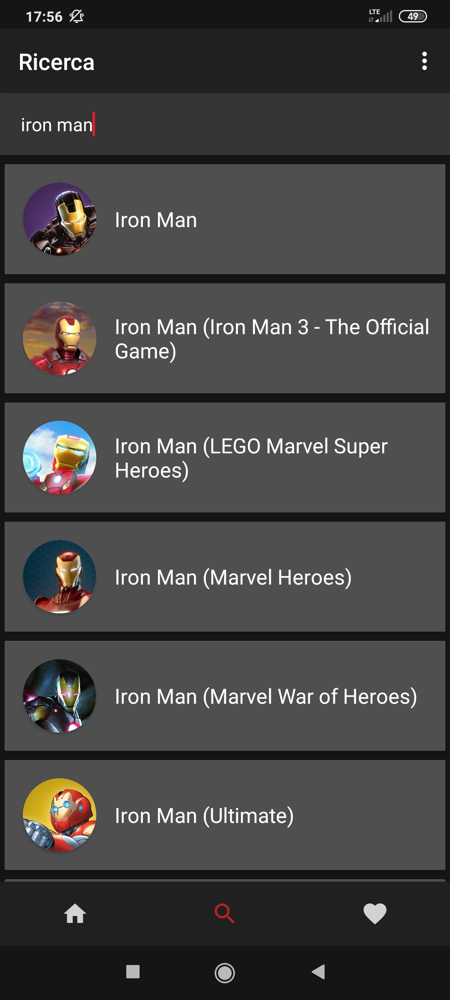 17:56
LTE
49
Ricerca
iron man
Iron Man
Iron Man (Iron Man 3 - The Official
Game)
Iron Man (LEGO Marvel Super
Heroes)
Iron Man (Marvel Heroes)
Iron Man (Marvel War of Heroes)
Iron Man (Ultimate)